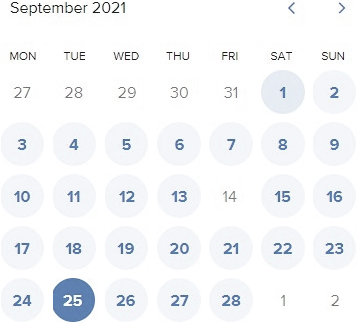 September 2021
MON TUE WED THU FRI SAT SUN
27 28 29 30 31 1 2
3 4 5 6 7 8 9
10 11 12 13 14 15 16
17 18 19 20 21 22 23
24 25 26 27 28 1 2